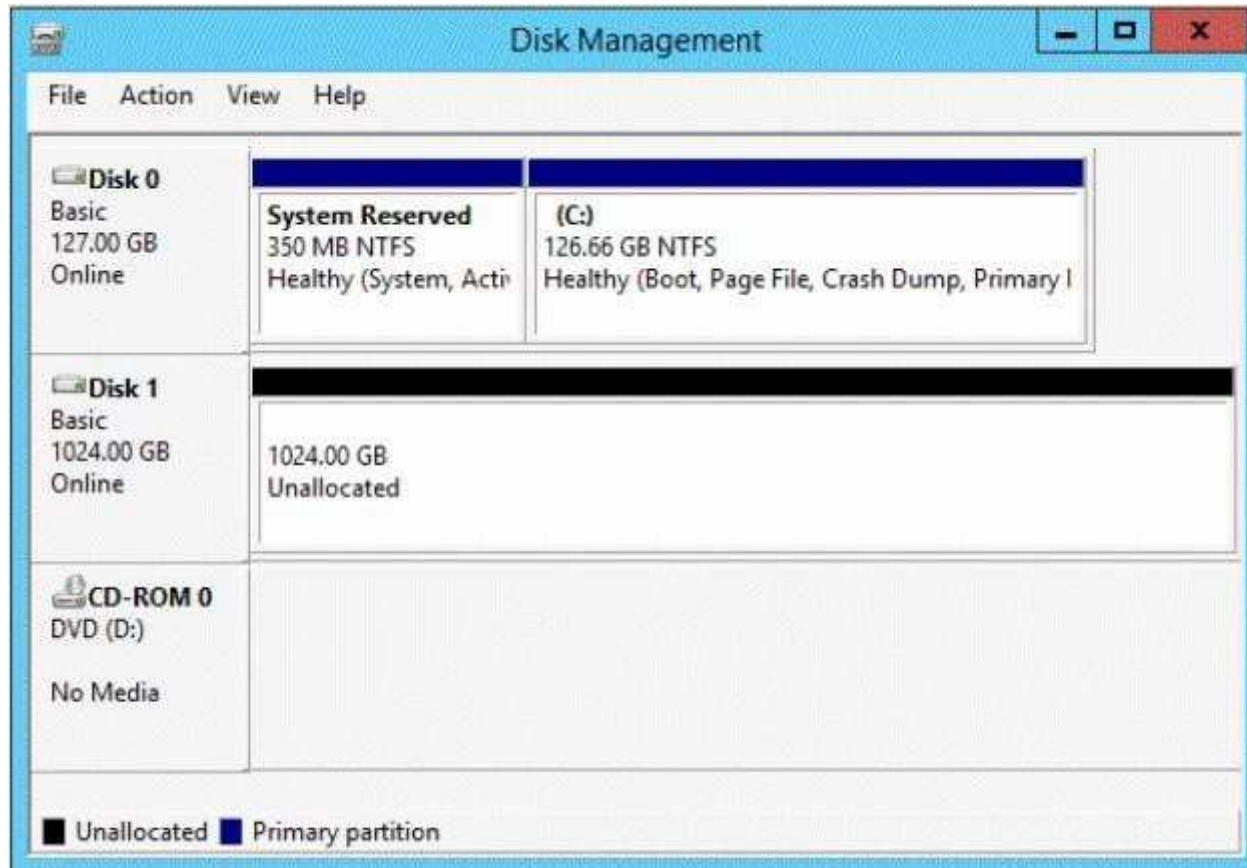 Disk Management
File Action View Help
Disk 0
Basic
127.00 GB
Online
System Reserved
350 MB NTFS
Healthy (System, Acti
(C:)
126.66 GB NTFS
Healthy (Boot, Page File, Crash Dump, Primary
Disk 1
Basic
1024.00 GB
Online
1024.00 GB
Unallocated
CD-ROM 0
DVD (D:)
No Media
Unallocated Primary partition